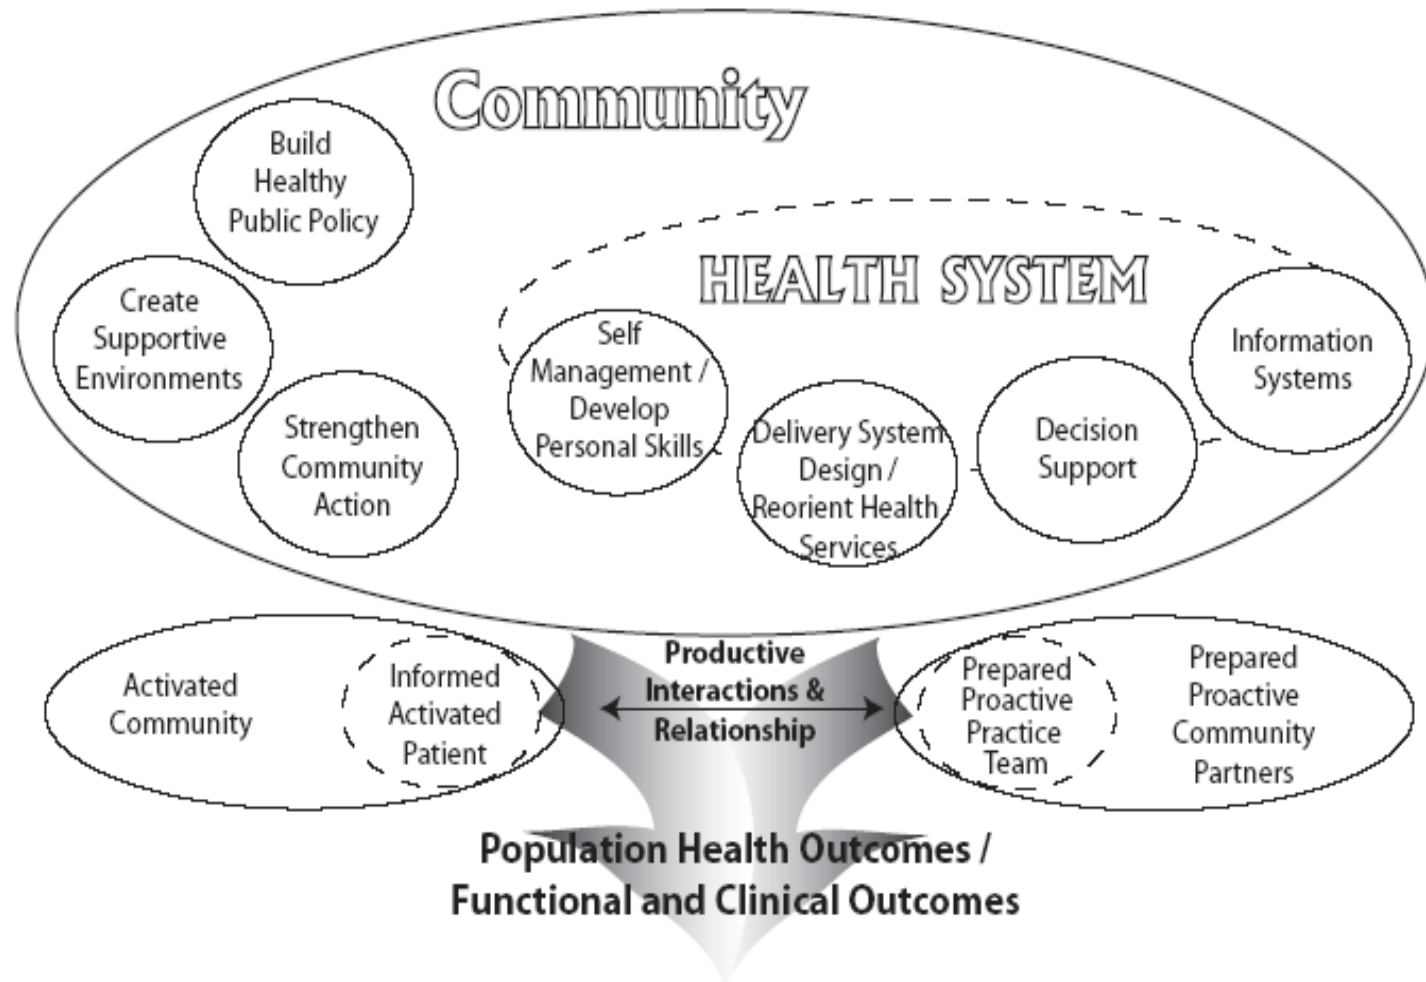 Community
Build
Healthy
Public Policy
Create
Supportive
Environments
Strengthen
Community
Action
HEALTH SYSTEM
Self
Management /
Develop
Personal Skills
Delivery System
Design /
Reorient Health
Services
Decision
Support
Information
Systems
Activated
Community
Informed
Activated
Patient
Productive
Interactions &
Relationship
Prepared
Proactive
Practice
Team
Prepared
Proactive
Community
Partners
Population Health Outcomes /
Functional and Clinical Outcomes